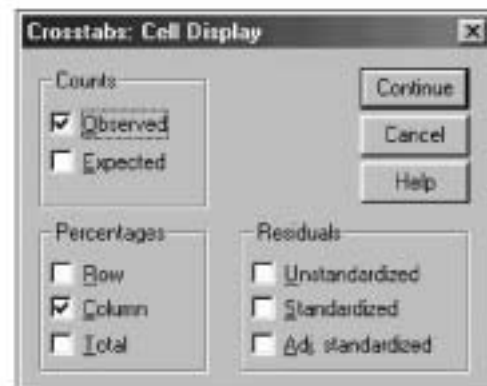 Crosstabs: Cell Display
Counts
Observed
Expected
Continue
Cancel
Help
Percentages
Row
Column
Total
Residuals
Unstandardized
Standardized
Adj. standardized